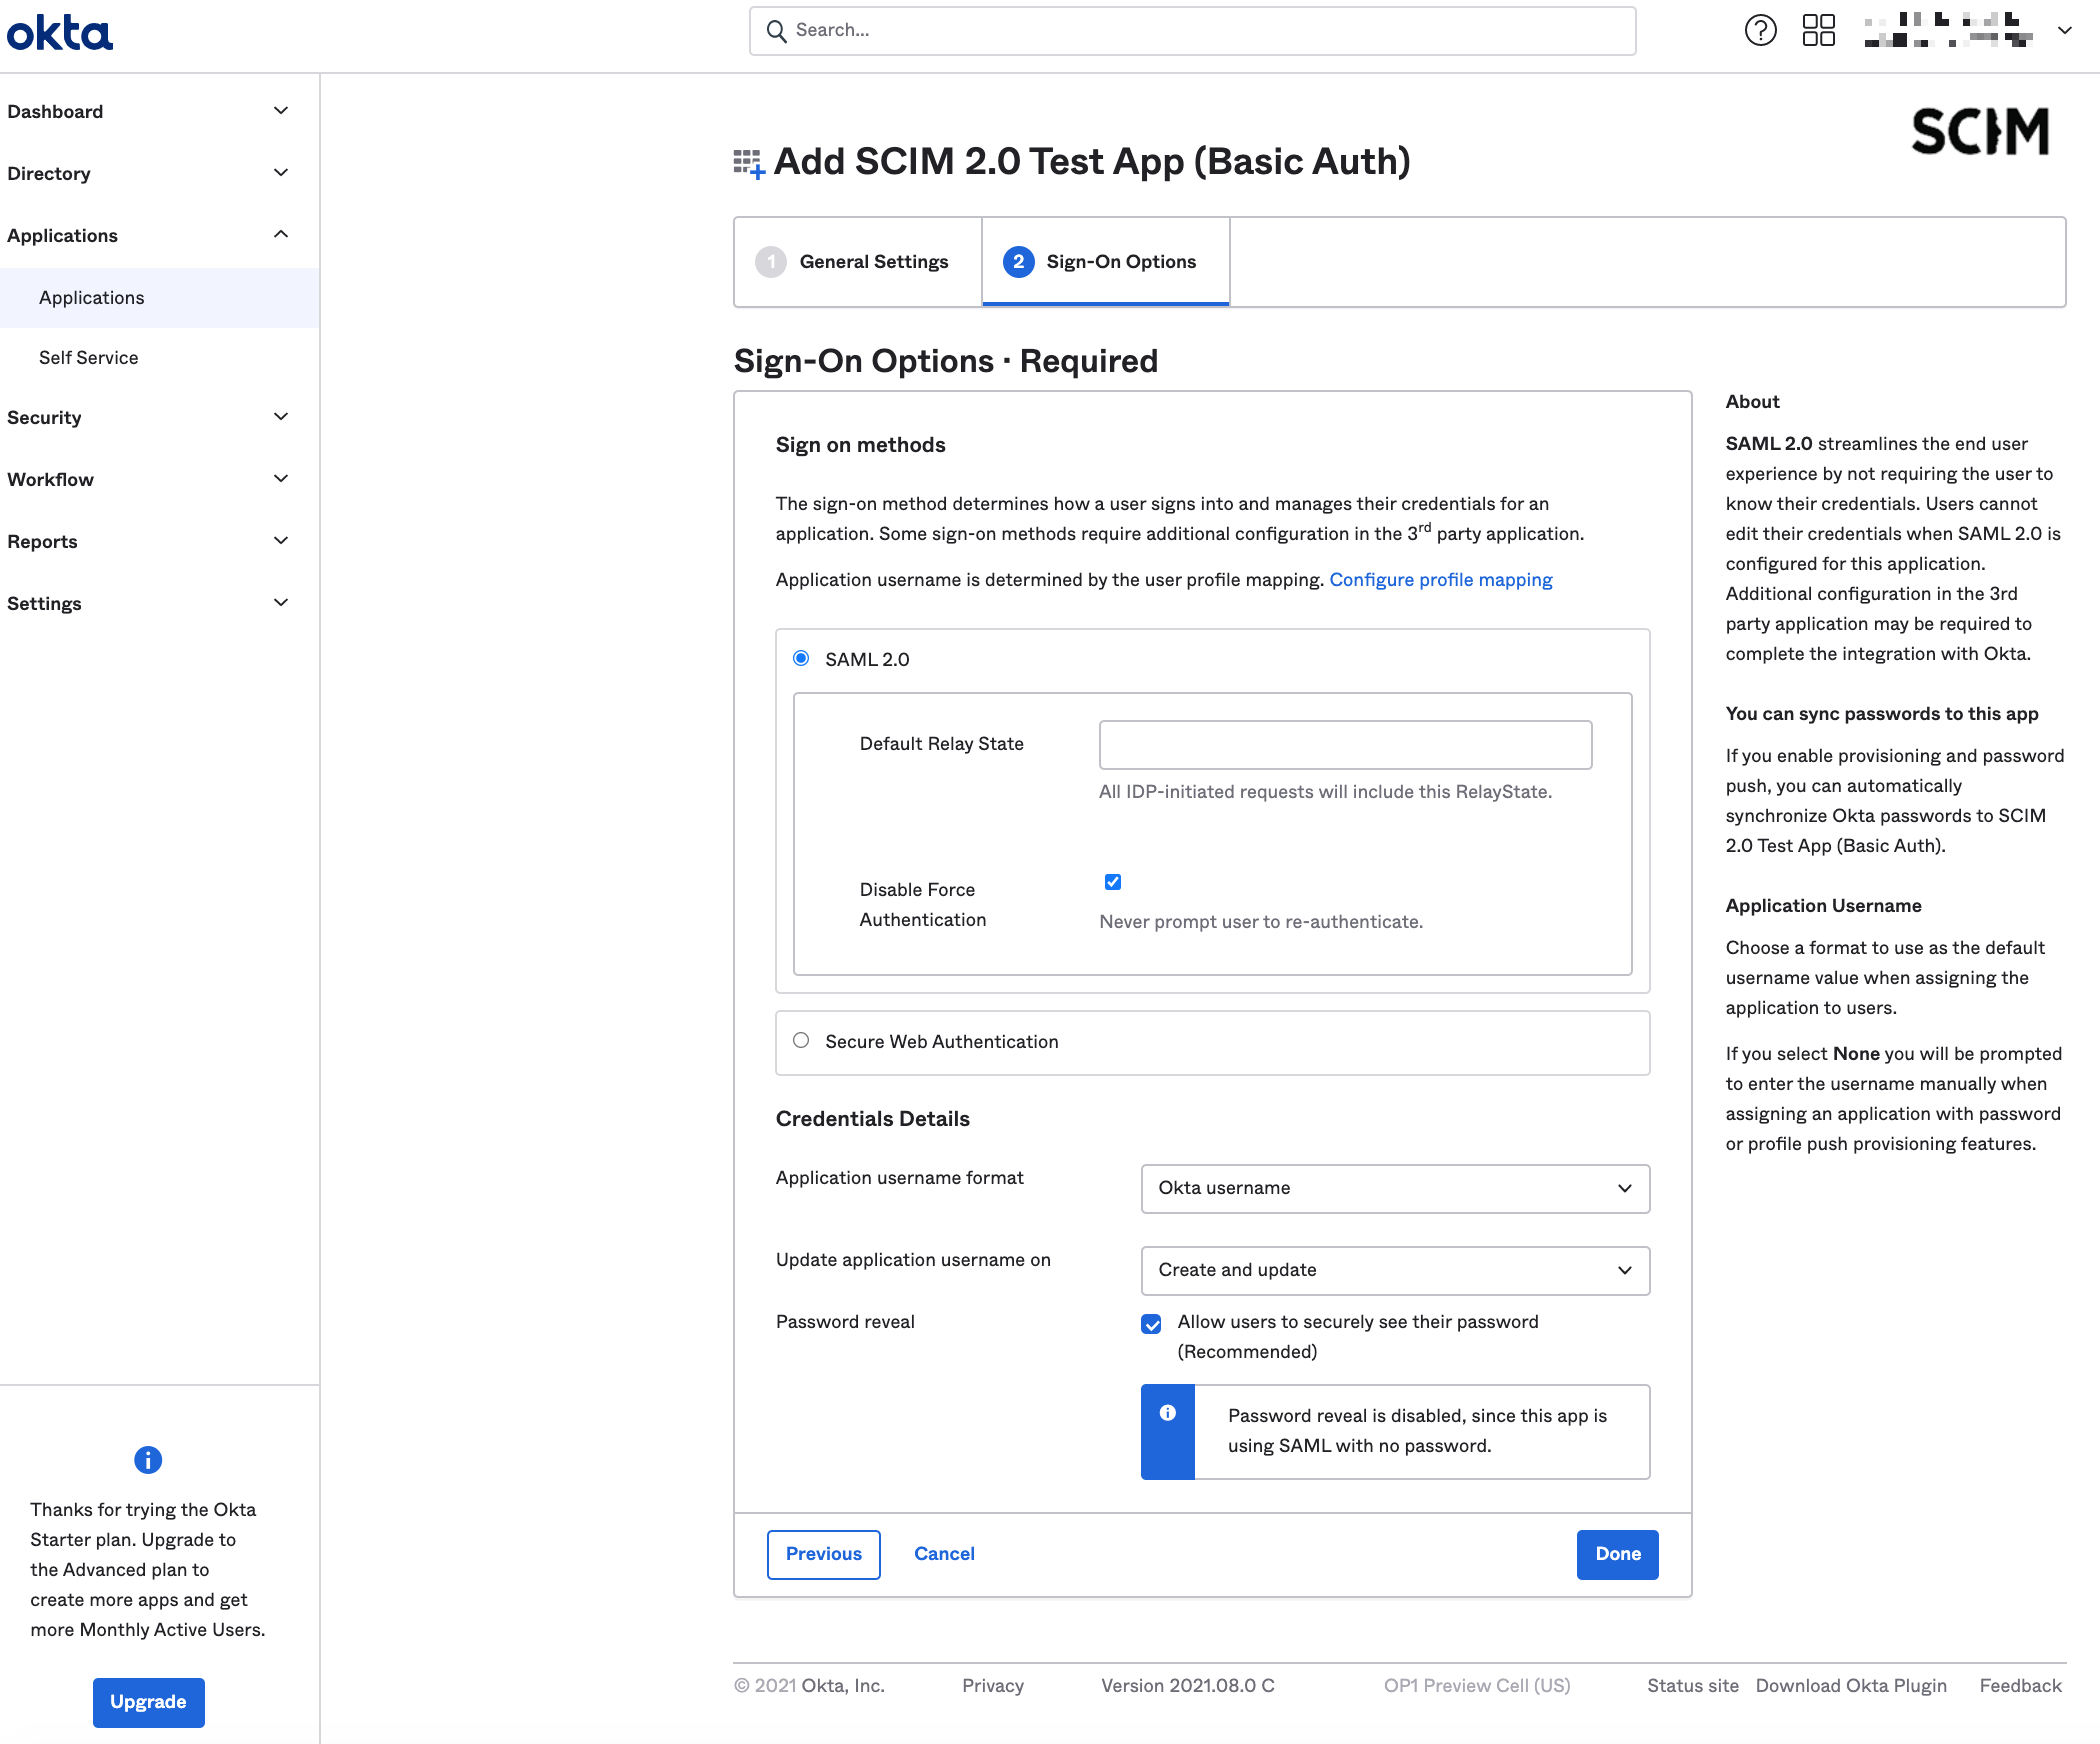 okta
Search...
Dashboard
Directory
Applications
Applications
Self Service
Security
Workflow
Reports
Settings
Thanks for trying the Okta
Starter plan. Upgrade to
the Advanced plan to
create more apps and get
more Monthly Active Users.
Upgrade
SCIM
Add SCIM 2.0 Test App (Basic Auth)
1 General Settings
2 Sign-On Options
Sign-On Options · Required
Sign on methods
The sign-on method determines how a user signs into and manages their credentials for an
application. Some sign-on methods require additional configuration in the 3rd party application.
Application username is determined by the user profile mapping. Configure profile mapping
SAML 2.0
Default Relay State
All IDP-initiated requests will include this RelayState.
Disable Force
Authentication
Never prompt user to re-authenticate.
Secure Web Authentication
Credentials Details
Application username format
Okta username
Update application username on
Create and update
Password reveal
Allow users to securely see their password
(Recommended)
Password reveal is disabled, since this app is
using SAML with no password.
Previous
Cancel
Done
About
SAML 2.0 streamlines the end user
experience by not requiring the user to
know their credentials. Users cannot
edit their credentials when SAML 2.0 is
configured for this application.
Additional configuration in the 3rd
party application may be required to
complete the integration with Okta.
You can sync passwords to this app
If you enable provisioning and password
push, you can automatically
synchronize Okta passwords to SCIM
2.0 Test App (Basic Auth).
Application Username
Choose a format to use as the default
username value when assigning the
application to users.
If you select None you will be prompted
to enter the username manually when
assigning an application with password
or profile push provisioning features.
© 2021 Okta, Inc. Privacy Version 2021.08.0 C OP1 Preview Cell (US) Status site Download Okta Plugin Feedback